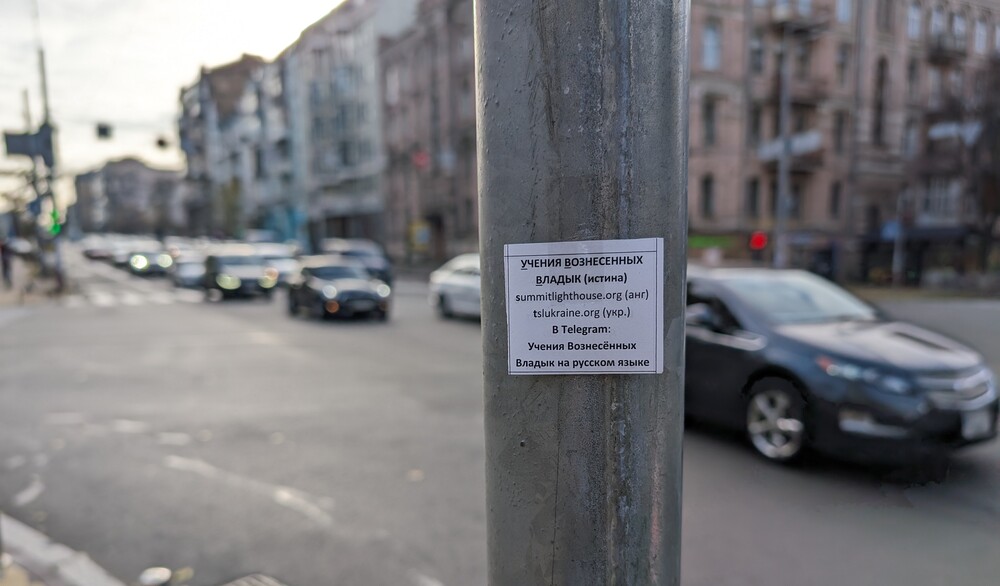 УЧЕНИЯ ВОЗНЕСЕННЫХ
ВЛАДЫК (истина)
summitlighthouse.org (анг)
tslukraine.org (укр.)
В Telegram:
Учения Вознесённых
Владык на русском языке